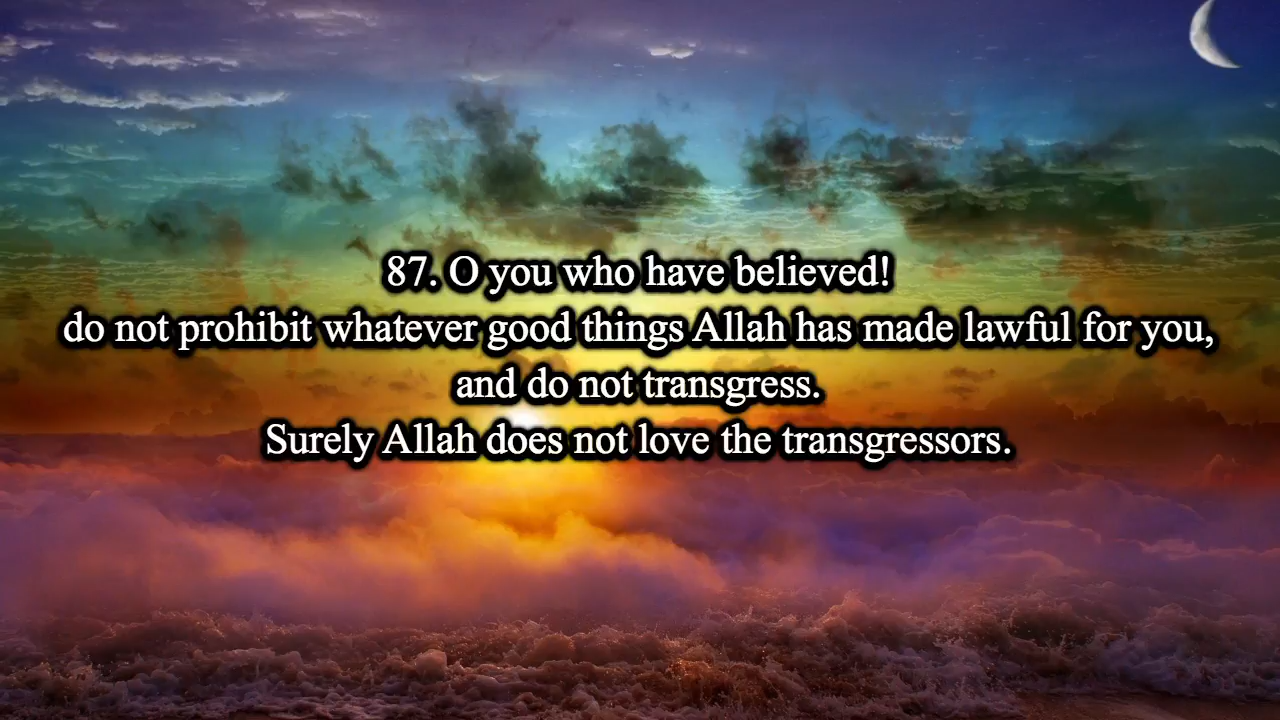 87. O you who have believed!
do not prohibit whatever good things Allah has made lawful for you,
and do not transgress.
Surely Allah does not love the transgressors.